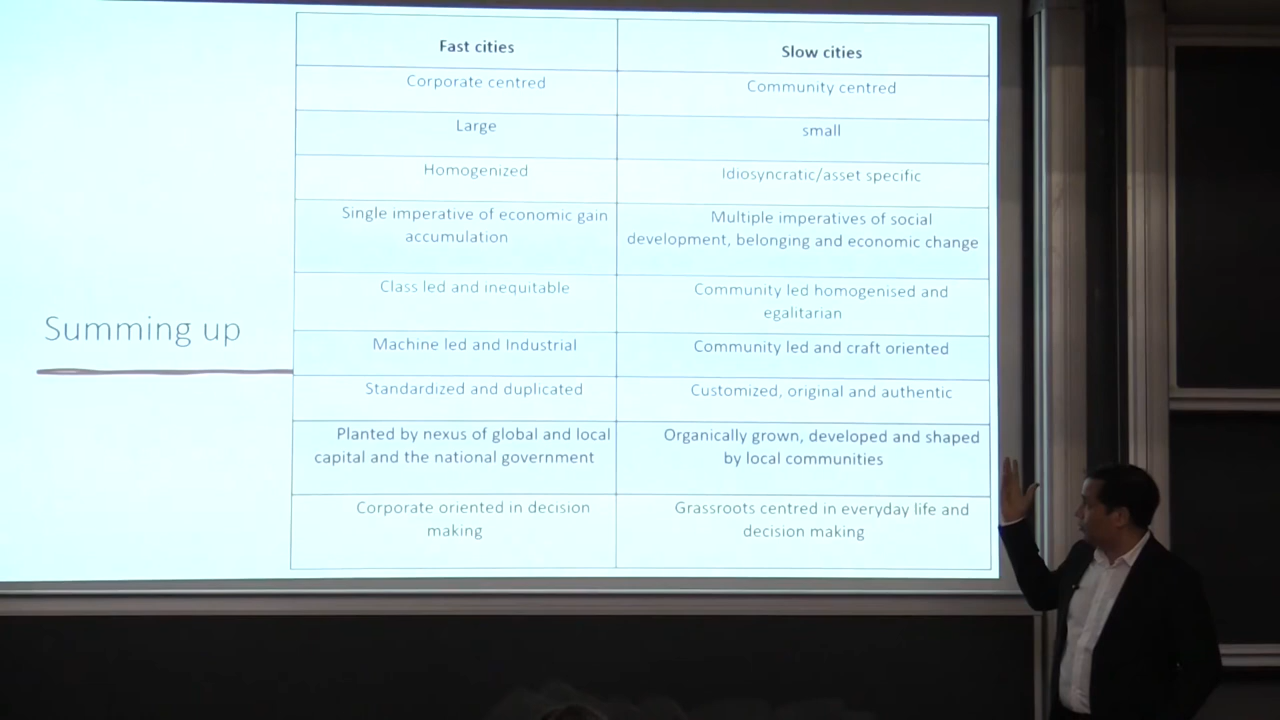 Summing up
Fast cities
Slow cities
Corporate centred
Community centred
Large
small
Homogenized
Idiosyncratic/asset specific
Single imperative of economic gain
accumulation
Multiple imperatives of social
development, belonging and economic change
Class led and inequitable
Community led homogenised and
egalitarian
Machine led and Industrial
Community led and craft oriented
Standardized and duplicated
Customized, original and authentic
Planted by nexus of global and local
capital and the national government
Organically grown, developed and shaped
by local communities
Corporate oriented in decision
making
Grassroots centred in everyday life and
decision making